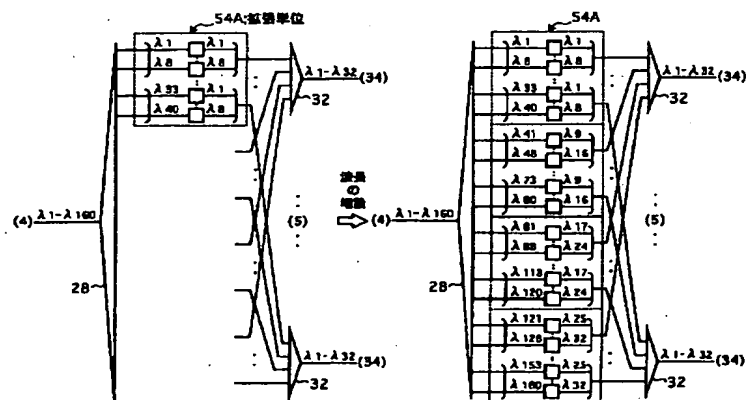 54A;拡張単位
λ1 λ1
λ8 λ8
λ33 λ1
λ40 λ8
λ1-λ32 (34)
32
(4) λ1-λ160
(5)
28
λ1-λ32 (34)
32
波長
の
増設
54A
λ1 λ1
λ8 λ8
λ33 λ1
λ40 λ8
λ41 λ9
λ48 λ16
λ73 λ9
λ80 λ16
λ81 λ17
λ88 λ24
λ113 λ17
λ120 λ24
λ121 λ25
λ128 λ32
λ153 λ25
λ160 λ32
λ1-λ32 (34)
32
(4) λ1-λ160
(5)
28
λ1-λ32 (34)
32